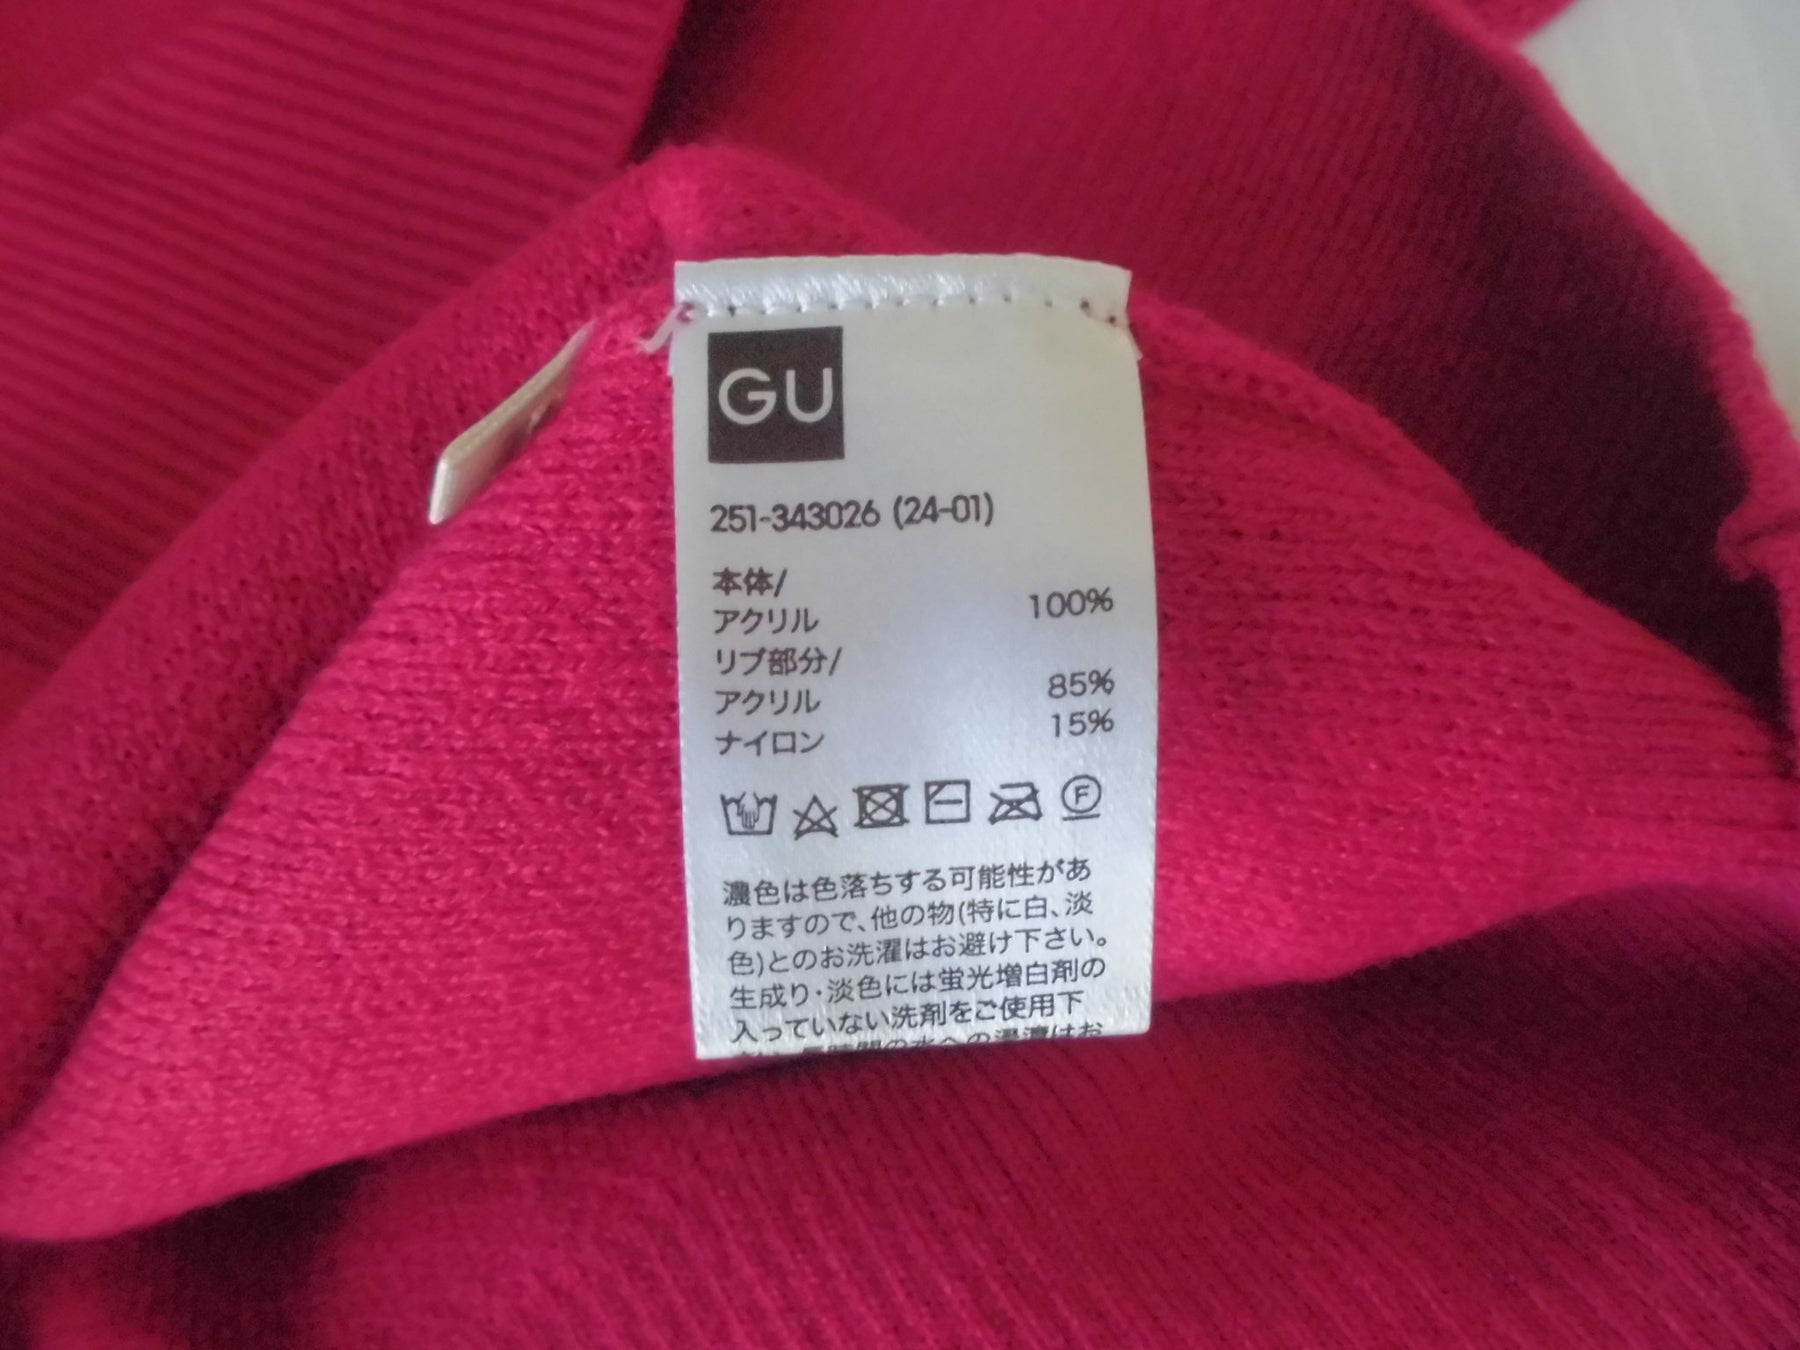 GU
251-343026 (24-01)
本体/
アクリル 100%
リブ部分/
アクリル 85%
ナイロン 15%
F
濃色は色落ちする可能性があ
りますので、他の物(特に白、淡
色)とのお洗濯はお避け下さい。
生成り・淡色には蛍光増白剤の
入っていない洗剤をご使用下